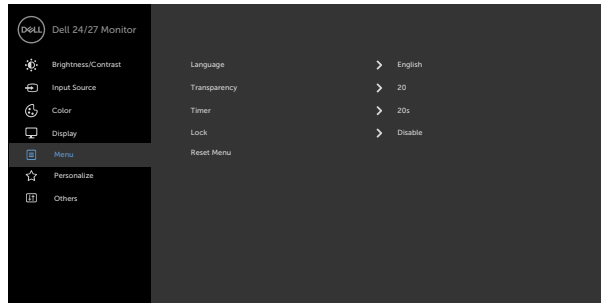 DELL Dell 24/27 Monitor
Brightness/Contrast
Input Source
Color
Display
Menu
Personalize
Others
Language English
Transparency 20
Timer 20s
Lock Disable
Reset Menu